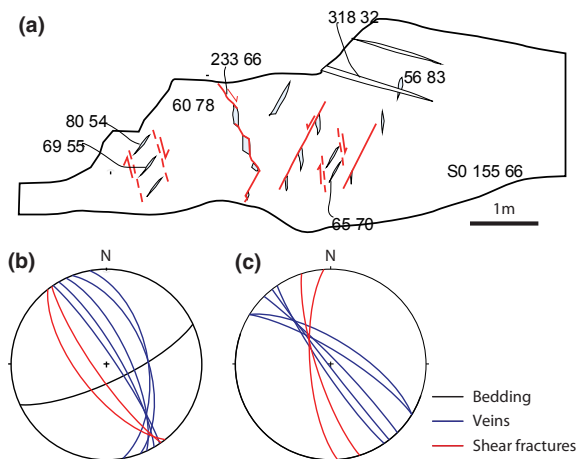 (a)
318 32
233 66
56 83
60 78
80 54
69 55
S0 155 66
65 70
1m
(b)
N
(c)
N
Bedding
Veins
Shear fractures